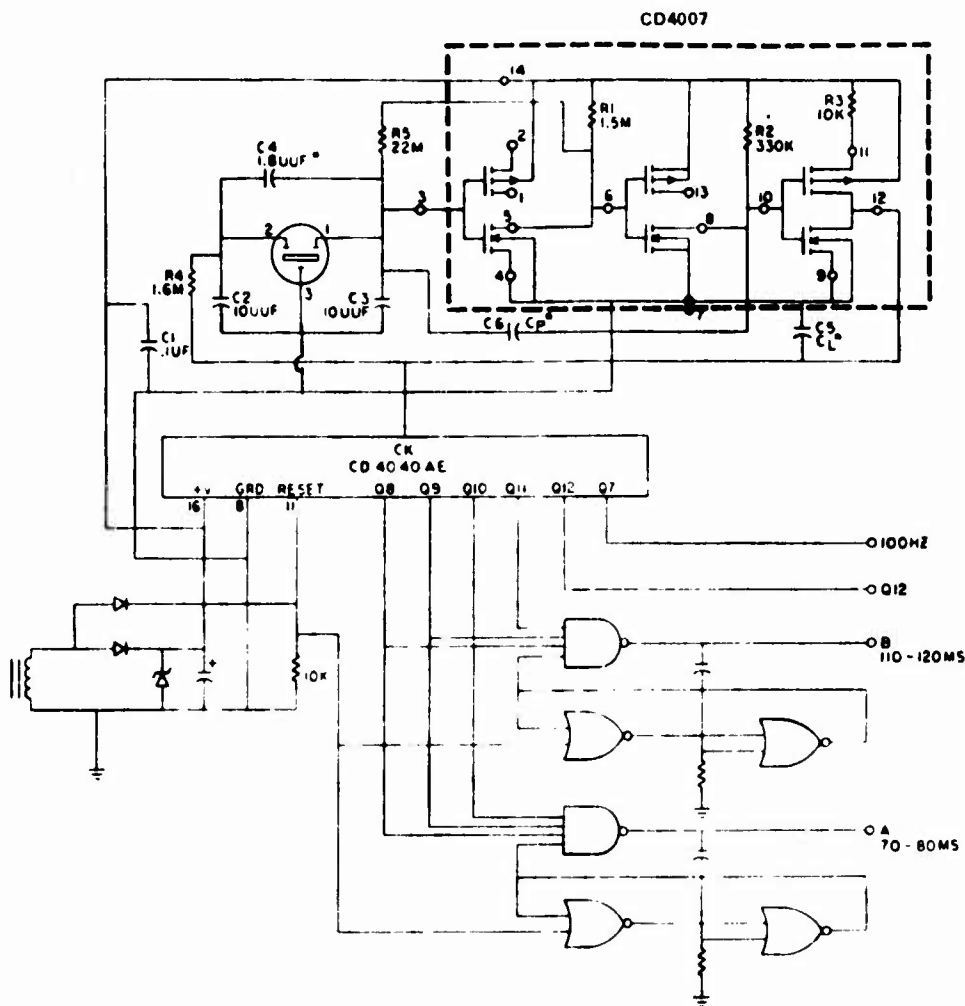 CD4007
14
R1
1.5M
R2
330K
R3
10K
11
R5
22M
C4
1.8UUF*
2
1
3
2
1
3
5
4
6
13
8
10
12
9
7
R4
1.6M
C2
10UUF
C3
10UUF
C1
.1UF
C6
CP*
C5
CL*
CK
CD4040AE
+V GRD RESET Q8 Q9 Q10 Q11 Q12 Q7
16 8 11
100HZ
Q12
B
110-120MS
10K
+
A
70-80MS